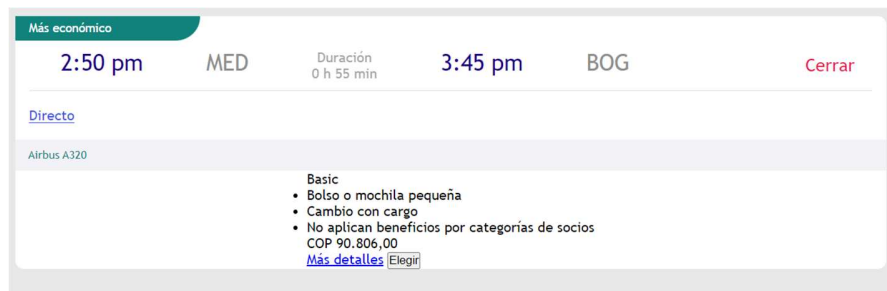 Más económico
2:50 pm MED Duración 0 h 55 min 3:45 pm BOG Cerrar
Directo
Airbus A320
Basic
• Bolso o mochila pequeña
• Cambio con cargo
• No aplican beneficios por categorías de socios
COP 90.806,00
Más detalles Elegir